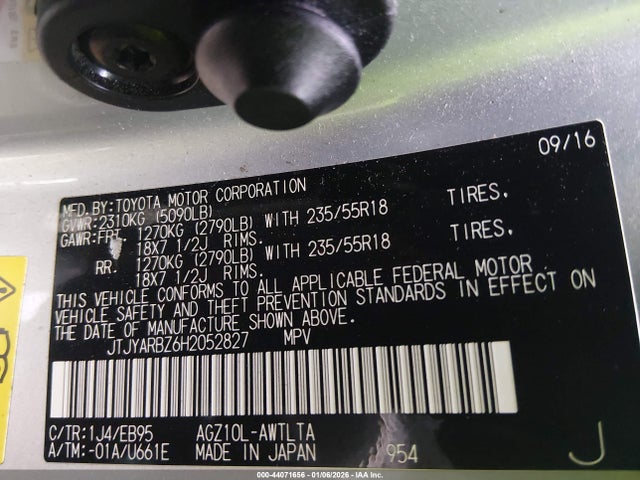 09/16
MFD.BY:TOYOTA MOTOR CORPORATION
GVWR:2310KG (5090LB)
GAWR:FRT. 1270KG (2790LB) WITH 235/55R18 TIRES.
18X7 1/2J RIMS.
RR. 1270KG (2790LB) WITH 235/55R18 TIRES.
18X7 1/2J RIMS.
THIS VEHICLE CONFORMS TO ALL APPLICABLE FEDERAL MOTOR
VEHICLE SAFETY AND THEFT PREVENTION STANDARDS IN EFFECT ON
THE DATE OF MANUFACTURE SHOWN ABOVE.
JTJYARBZ6H2052827 MPV
C/TR:1J4/EB95 AGZ10L-AWTLTA
A/TM:-01A/U661E MADE IN JAPAN 954 J
000-44071656 - 01/06/2026 - IAA Inc.